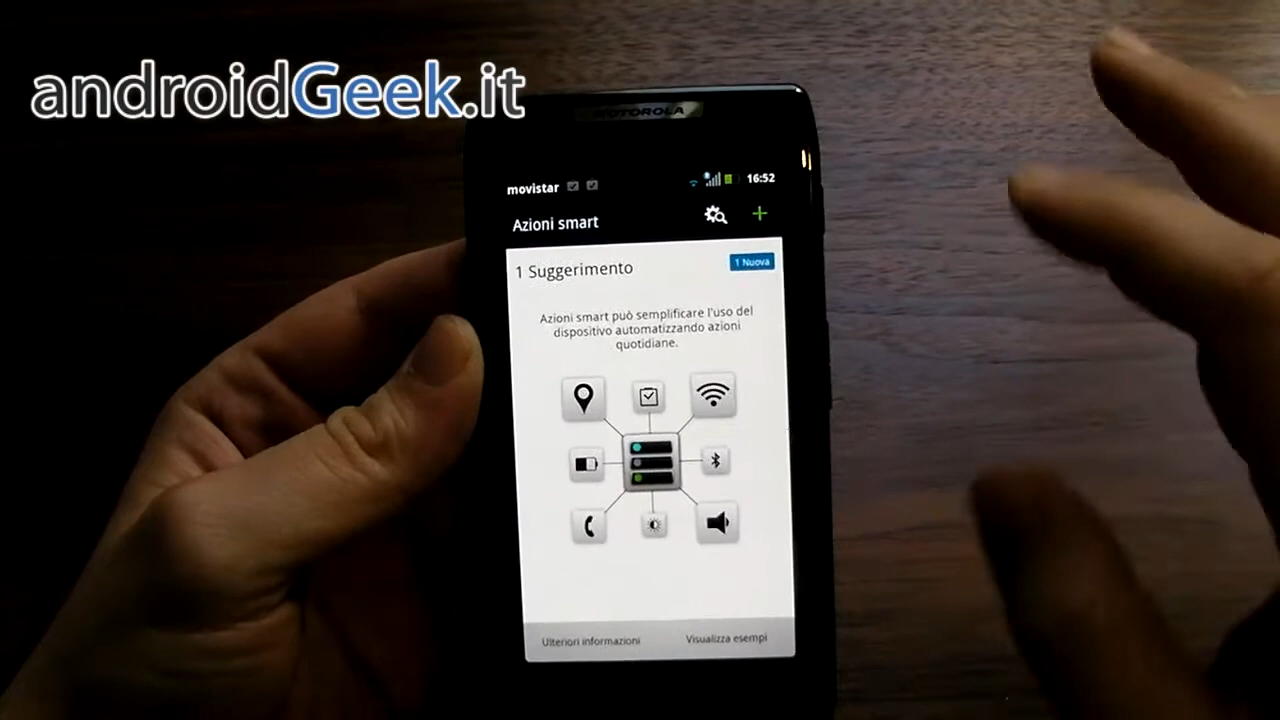 androidGeek.it
MOTOROLA
movistar 16:52
Azioni smart
1 Suggerimento 1 Nuova
Azioni smart può semplificare l'uso del
dispositivo automatizzando azioni
quotidiane.
Ulteriori informazioni Visualizza esempi